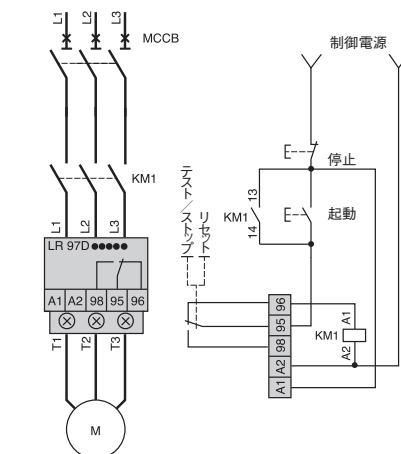 L1 L2 L3
MCCB
KM1
L1 L2 L3
LR 97D
A1 A2 98 95 96
T1 T2 T3
M
制御電源
停止
KM1 13 14
起動
テスト/ストップ
リセット
96
95
98
A2
A1
KM1 A1 A2